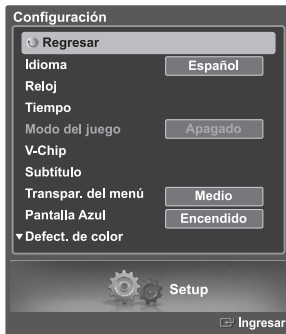 Configuración
Regresar
Idioma Español
Reloj
Tiempo
Modo del juego Apagado
V-Chip
Subtítulo
Transpar. del menú Medio
Pantalla Azul Encendido
▼Defect. de color
Setup
Ingresar